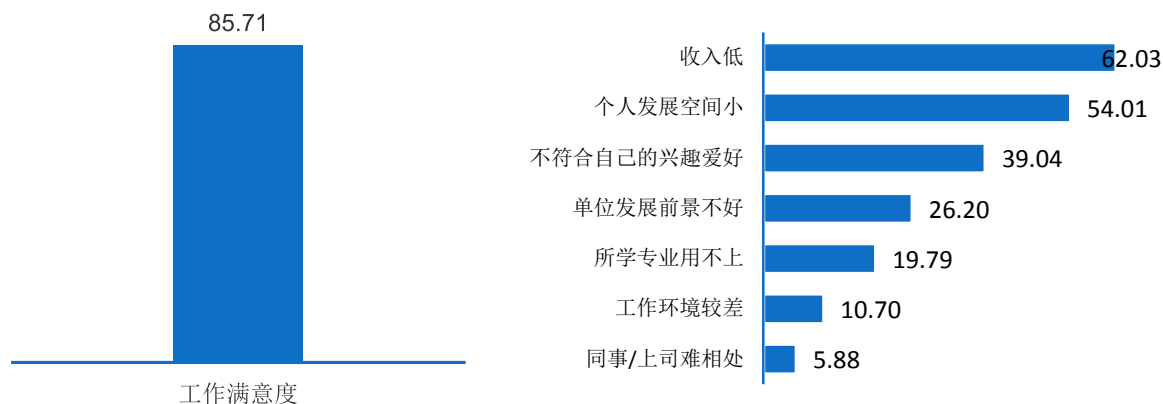 85.71
工作满意度
收入低 62.03
个人发展空间小 54.01
不符合自己的兴趣爱好 39.04
单位发展前景不好 26.20
所学专业用不上 19.79
工作环境较差 10.70
同事/上司难相处 5.88